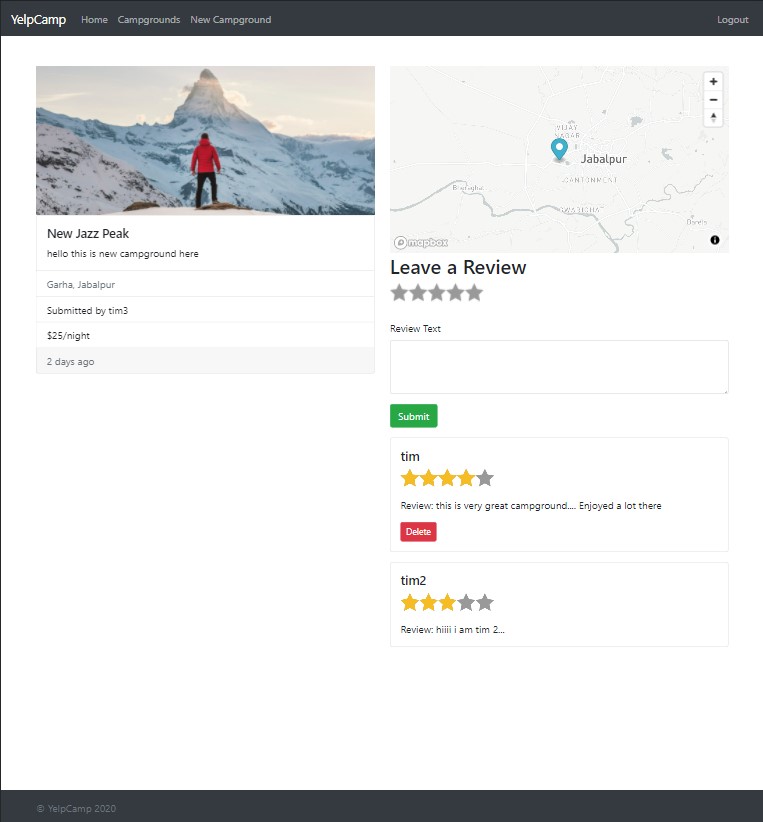 YelpCamp Home Campgrounds New Campground Logout
New Jazz Peak
hello this is new campground here
Garha, Jabalpur
Submitted by tim3
$25/night
2 days ago
VIJAY
NAGAR
Jabalpur
CANTONMENT
GWARIGHAT
mapbox
Leave a Review
Review Text
Submit
tim
Review: this is very great campground.... Enjoyed a lot there
Delete
tim2
Review: hiiii i am tim 2...
© YelpCamp 2020